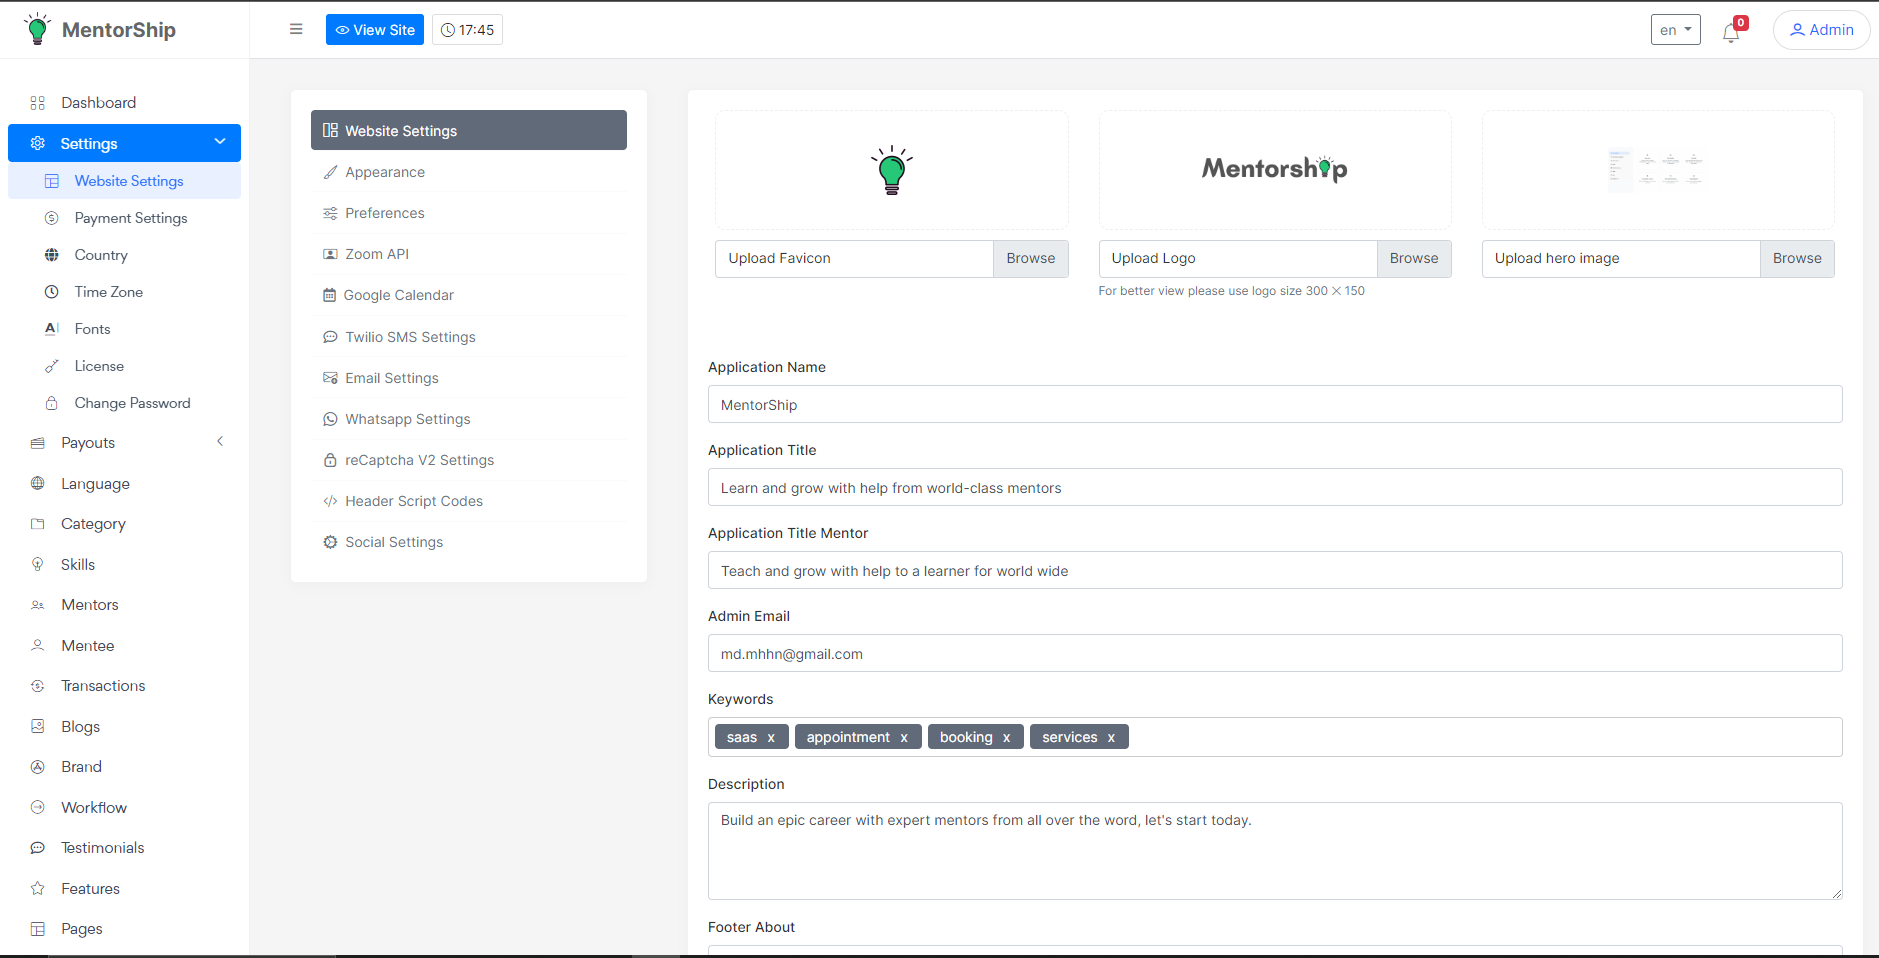 MentorShip
View Site
17:45
en
0
Admin
Dashboard
Settings
Website Settings
Payment Settings
Country
Time Zone
Fonts
License
Change Password
Payouts
Language
Category
Skills
Mentors
Mentee
Transactions
Blogs
Brand
Workflow
Testimonials
Features
Pages
Website Settings
Appearance
Preferences
Zoom API
Google Calendar
Twilio SMS Settings
Email Settings
Whatsapp Settings
reCaptcha V2 Settings
Header Script Codes
Social Settings
Mentorship
Upload Favicon Browse
Upload Logo Browse
For better view please use logo size 300 × 150
Upload hero image Browse
Application Name
MentorShip
Application Title
Learn and grow with help from world-class mentors
Application Title Mentor
Teach and grow with help to a learner for world wide
Admin Email
md.mhhn@gmail.com
Keywords
saas x appointment x booking x services x
Description
Build an epic career with expert mentors from all over the word, let's start today.
Footer About